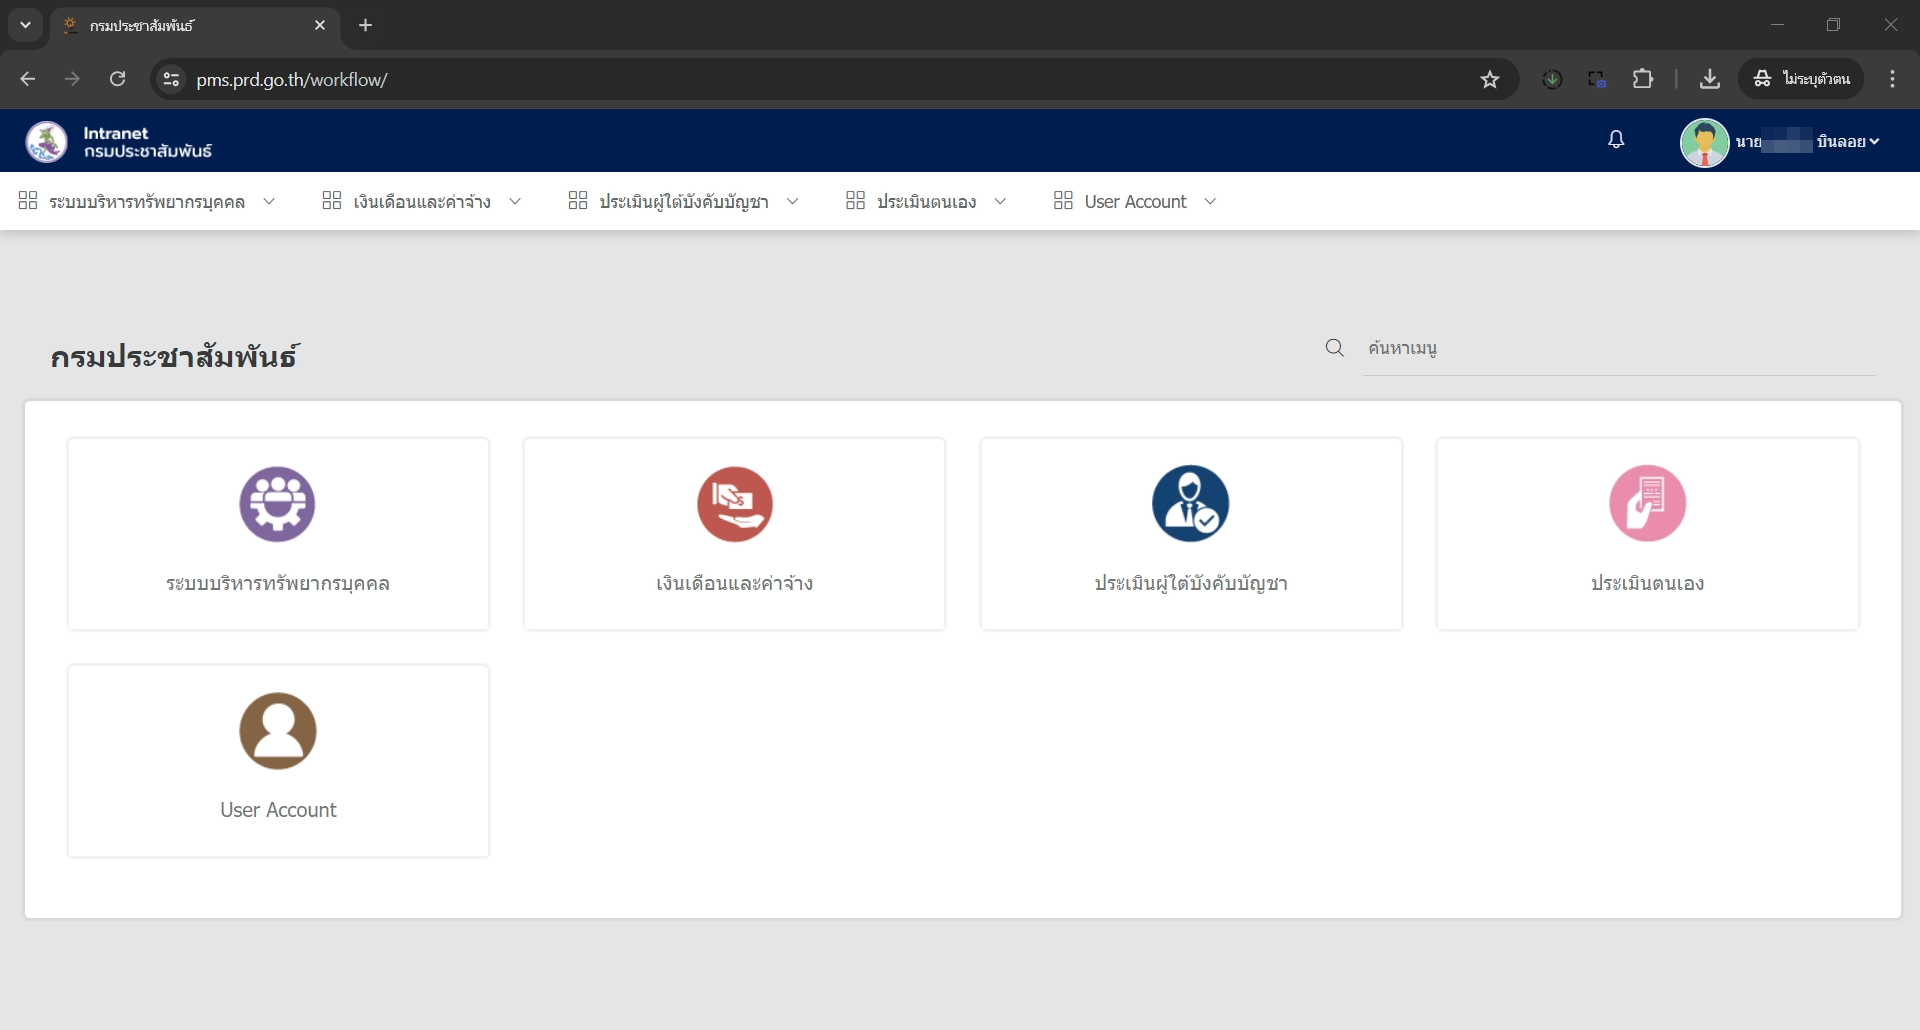 กรมประชาสัมพันธ์
pms.prd.go.th/workflow/
ไม่ระบุตัวตน
Intranet
กรมประชาสัมพันธ์
นาย บินลอย
ระบบบริหารทรัพยากรบุคคล เงินเดือนและค่าจ้าง ประเมินผู้ใต้บังคับบัญชา ประเมินตนเอง User Account
กรมประชาสัมพันธ์
ค้นหาเมนู
ระบบบริหารทรัพยากรบุคคล เงินเดือนและค่าจ้าง ประเมินผู้ใต้บังคับบัญชา ประเมินตนเอง
User Account